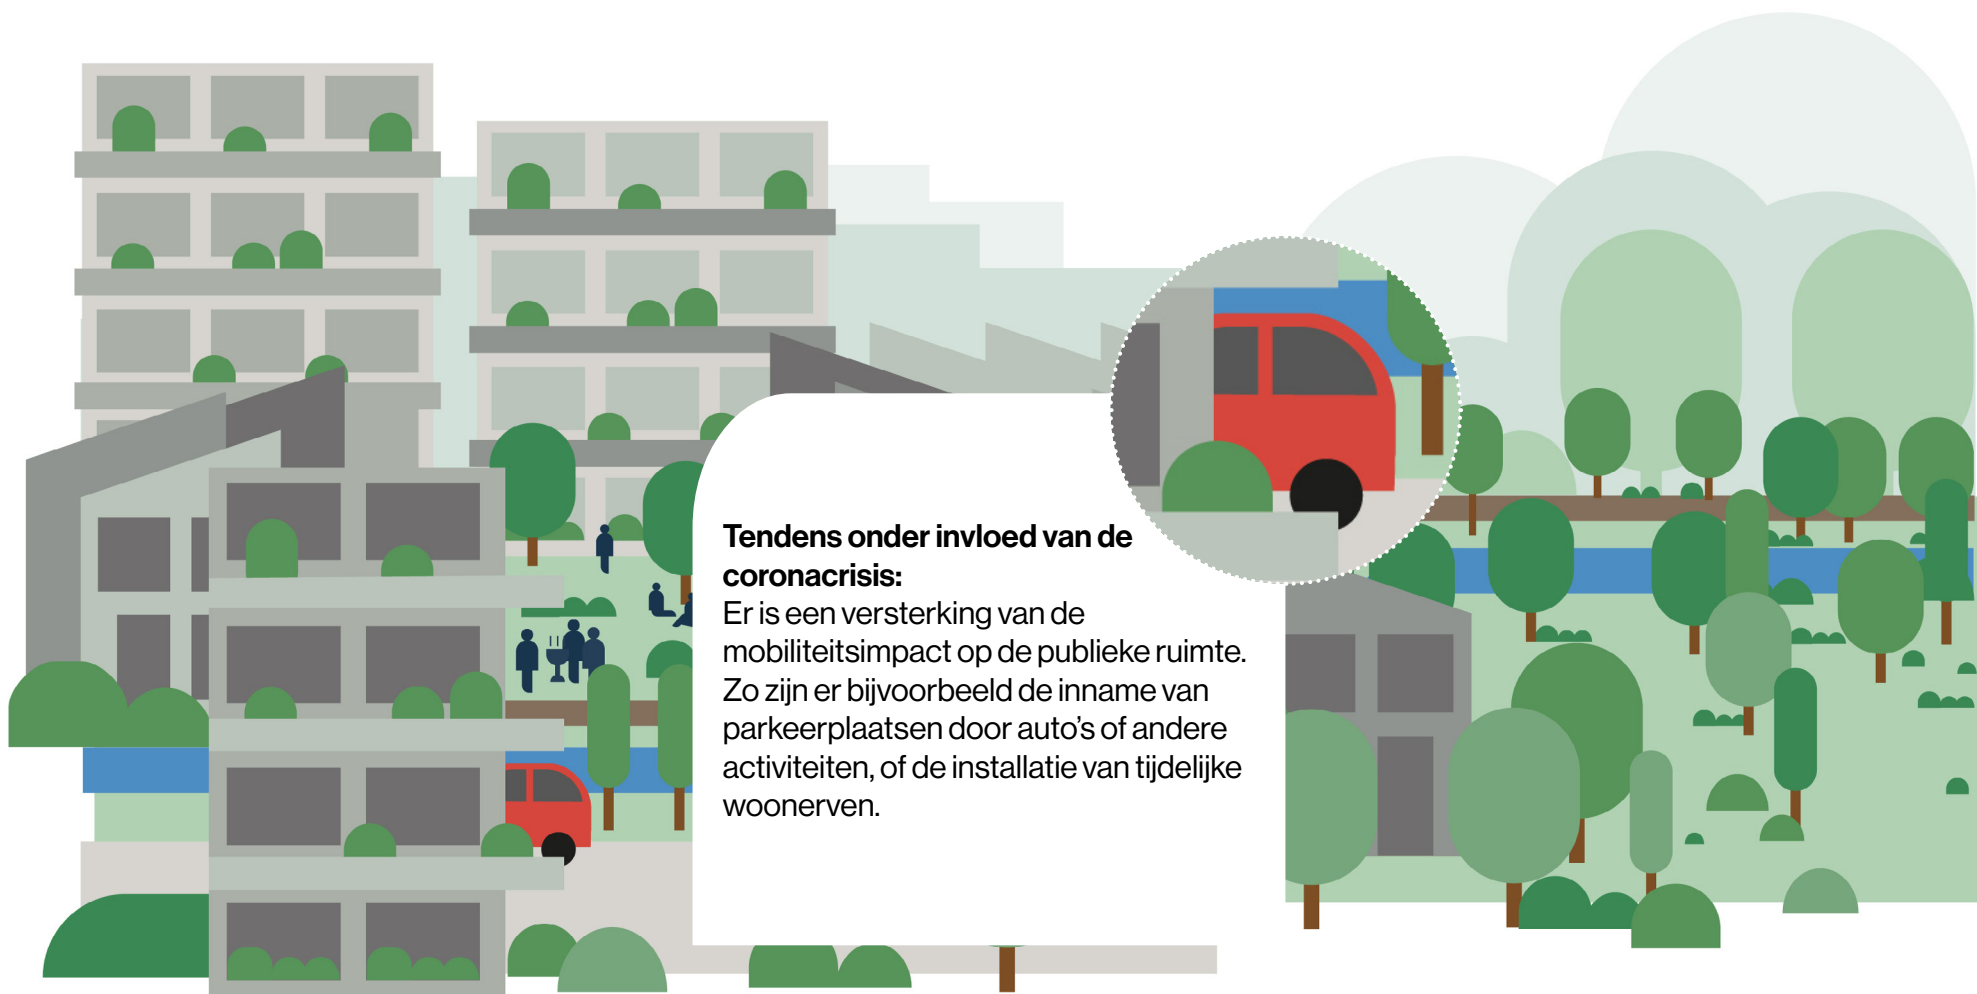 Tendens onder invloed van de
coronacrisis:
Er is een versterking van de
mobiliteitsimpact op de publieke ruimte.
Zo zijn er bijvoorbeeld de inname van
parkeerplaatsen door auto’s of andere
activiteiten, of de installatie van tijdelijke
woonerven.